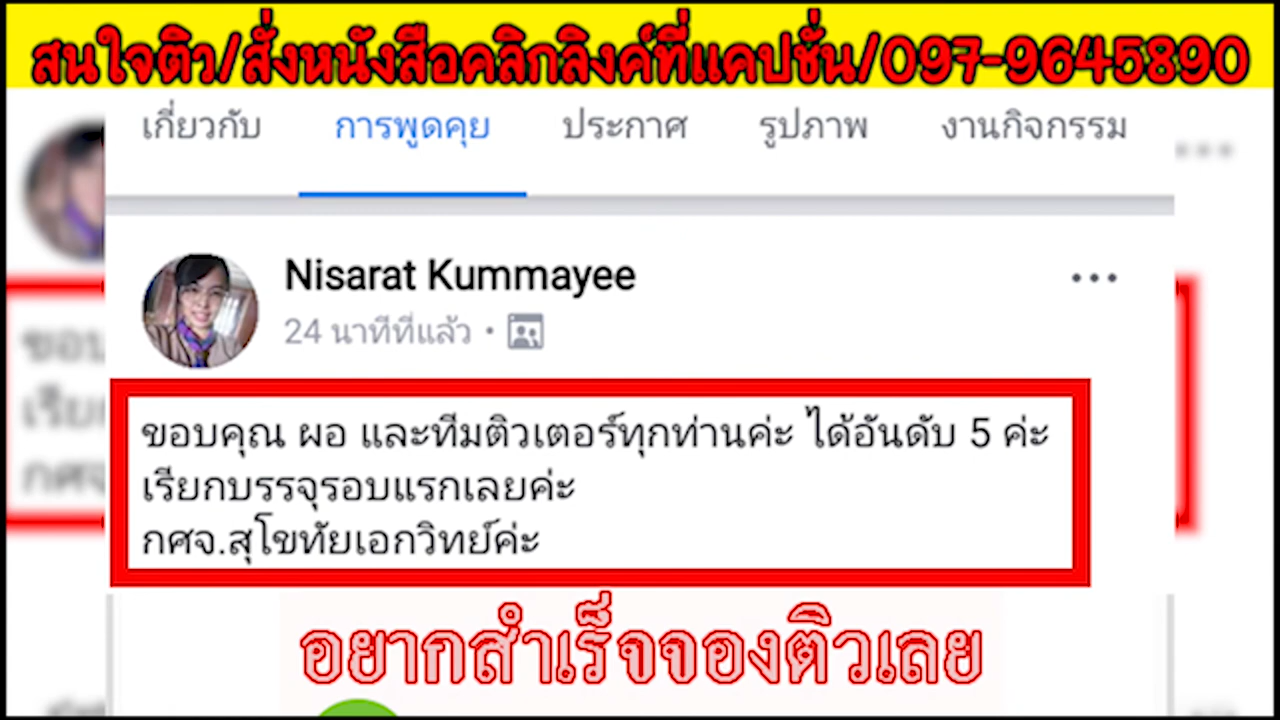 สนใจติว/สั่งหนังสือคลิกลิงค์ที่แคปชั่น/097-9645890
เกี่ยวกับ การพูดคุย ประกาศ รูปภาพ งานกิจกรรม
Nisarat Kummayee
24 นาทีที่แล้ว
ขอบคุณ ผอ และทีมติวเตอร์ทุกท่านค่ะ ได้อันดับ 5 ค่ะ
เรียกบรรจุรอบแรกเลยค่ะ
กศจ.สุโขทัยเอกวิทย์ค่ะ
อยากสำเร็จจองติวเลย